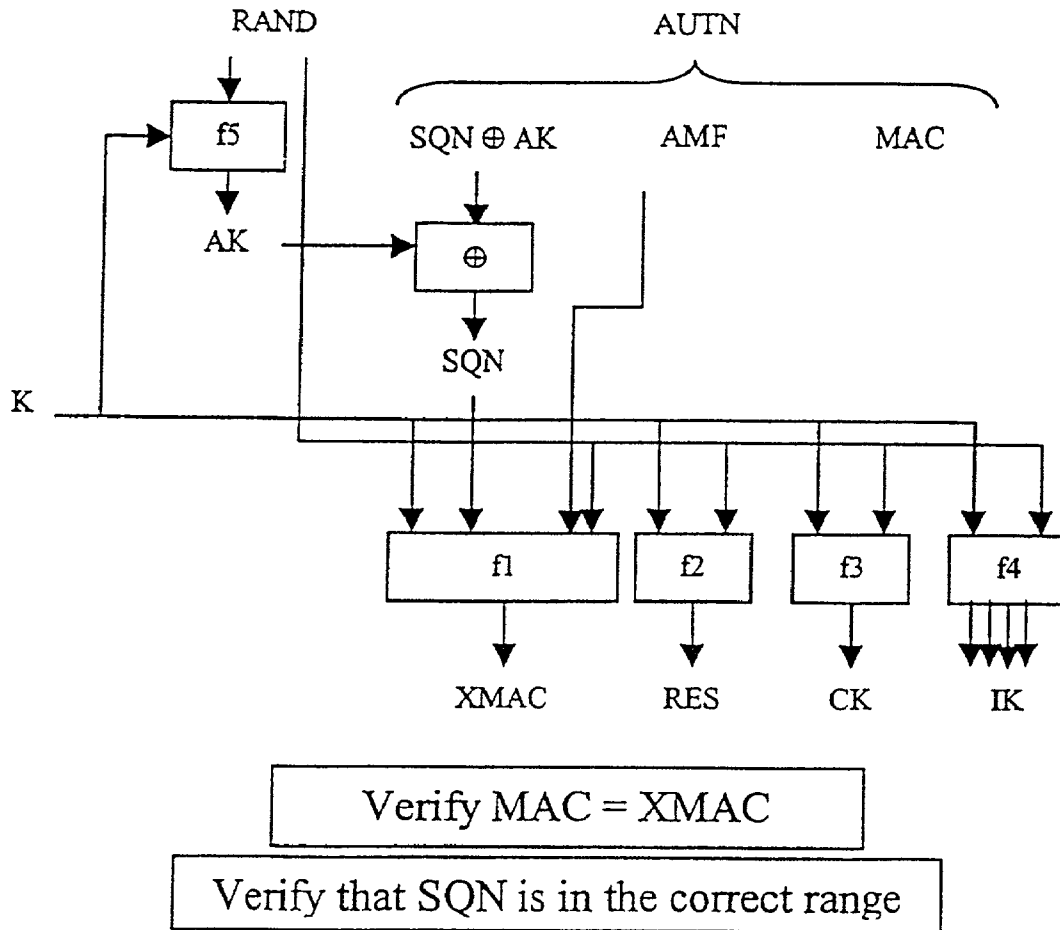 RAND AUTN
f5 SQN ⊕ AK AMF MAC
AK ⊕
SQN
K
f1 f2 f3 f4
XMAC RES CK IK
Verify MAC = XMAC
Verify that SQN is in the correct range